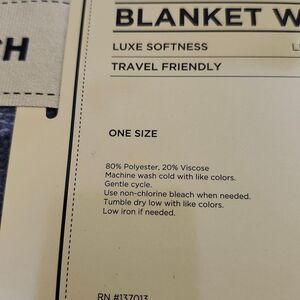 BLANKET W
CH
LUXE SOFTNESS
TRAVEL FRIENDLY
ONE SIZE
80% Polyester, 20% Viscose
Machine wash cold with like colors.
Gentle cycle.
Use non-chlorine bleach when needed.
Tumble dry low with like colors.
Low iron if needed.
RN #137013